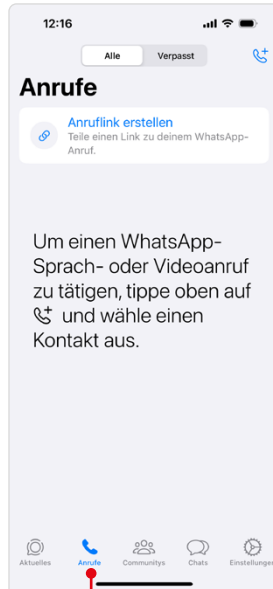 12:16
Alle Verpasst
Anrufe
Anruflink erstellen
Teile einen Link zu deinem WhatsApp-
Anruf.
Um einen WhatsApp-
Sprach- oder Videoanruf
zu tätigen, tippe oben auf
und wähle einen
Kontakt aus.
Aktuelles Anrufe Communitys Chats Einstellungen